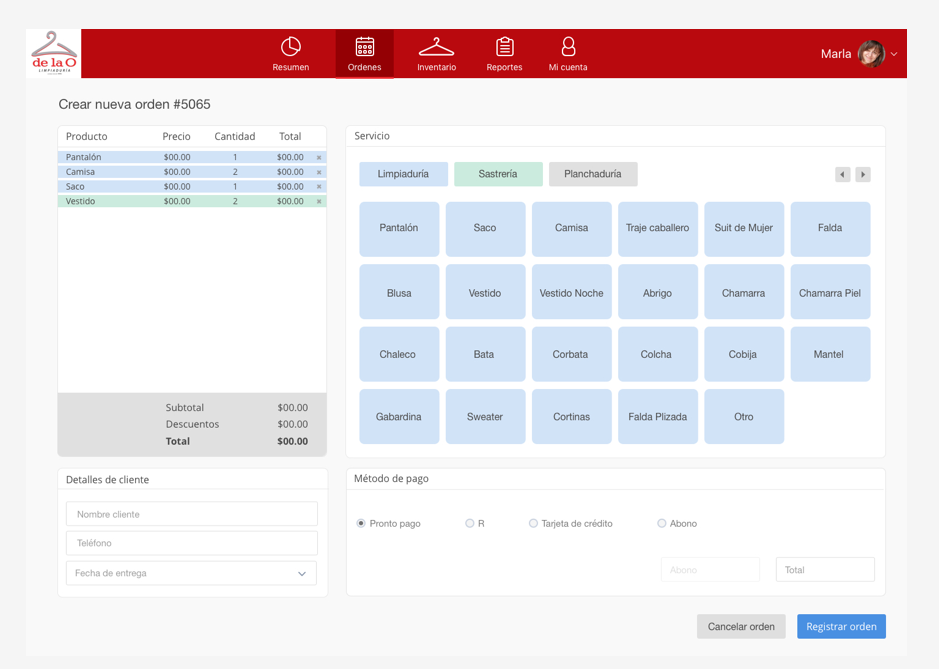 de la O
LIMPIADURÍA
Resumen
Ordenes
Inventario
Reportes
Mi cuenta
Marla
Crear nueva orden #5065
Producto Precio Cantidad Total
Pantalón $00.00 1 $00.00 ×
Camisa $00.00 2 $00.00 ×
Saco $00.00 1 $00.00 ×
Vestido $00.00 2 $00.00 ×
Subtotal $00.00
Descuentos $00.00
Total $00.00
Servicio
Limpiaduría Sastrería Planchaduría
Pantalón Saco Camisa Traje caballero Suit de Mujer Falda
Blusa Vestido Vestido Noche Abrigo Chamarra Chamarra Piel
Chaleco Bata Corbata Colcha Cobija Mantel
Gabardina Sweater Cortinas Falda Plizada Otro
Detalles de cliente
Nombre cliente
Teléfono
Fecha de entrega
Método de pago
Pronto pago R Tarjeta de crédito Abono
Abono Total
Cancelar orden Registrar orden